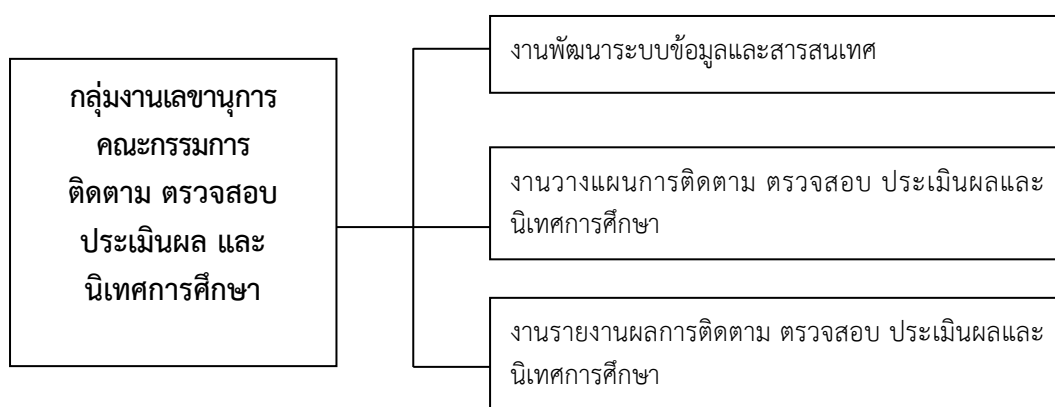 กลุ่มงานเลขานุการ
คณะกรรมการ
ติดตาม ตรวจสอบ
ประเมินผล และ
นิเทศการศึกษา
งานพัฒนาระบบข้อมูลและสารสนเทศ
งานวางแผนการติดตาม ตรวจสอบ ประเมินผลและ
นิเทศการศึกษา
งานรายงานผลการติดตาม ตรวจสอบ ประเมินผลและ
นิเทศการศึกษา